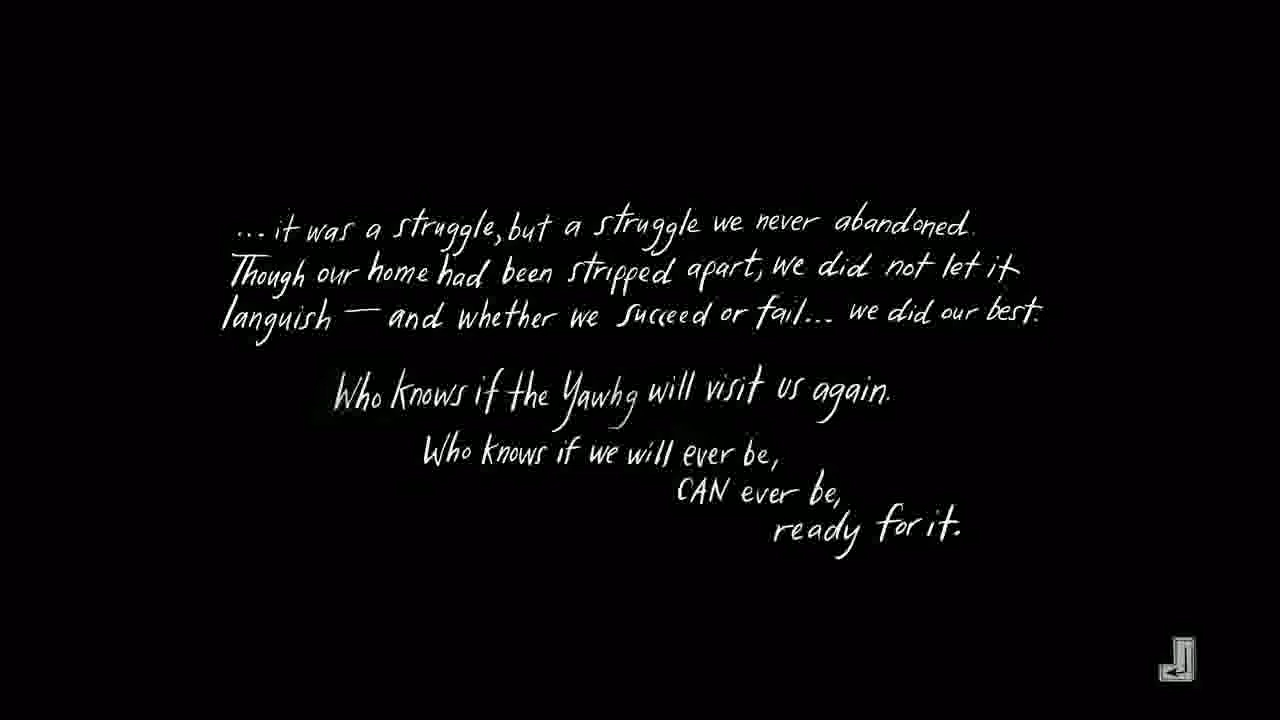 ... it was a struggle, but a struggle we never abandoned.
Though our home had been stripped apart, we did not let it
languish — and whether we succeed or fail... we did our best.
Who knows if the Yawhg will visit us again.
Who knows if we will ever be,
CAN ever be,
ready for it.